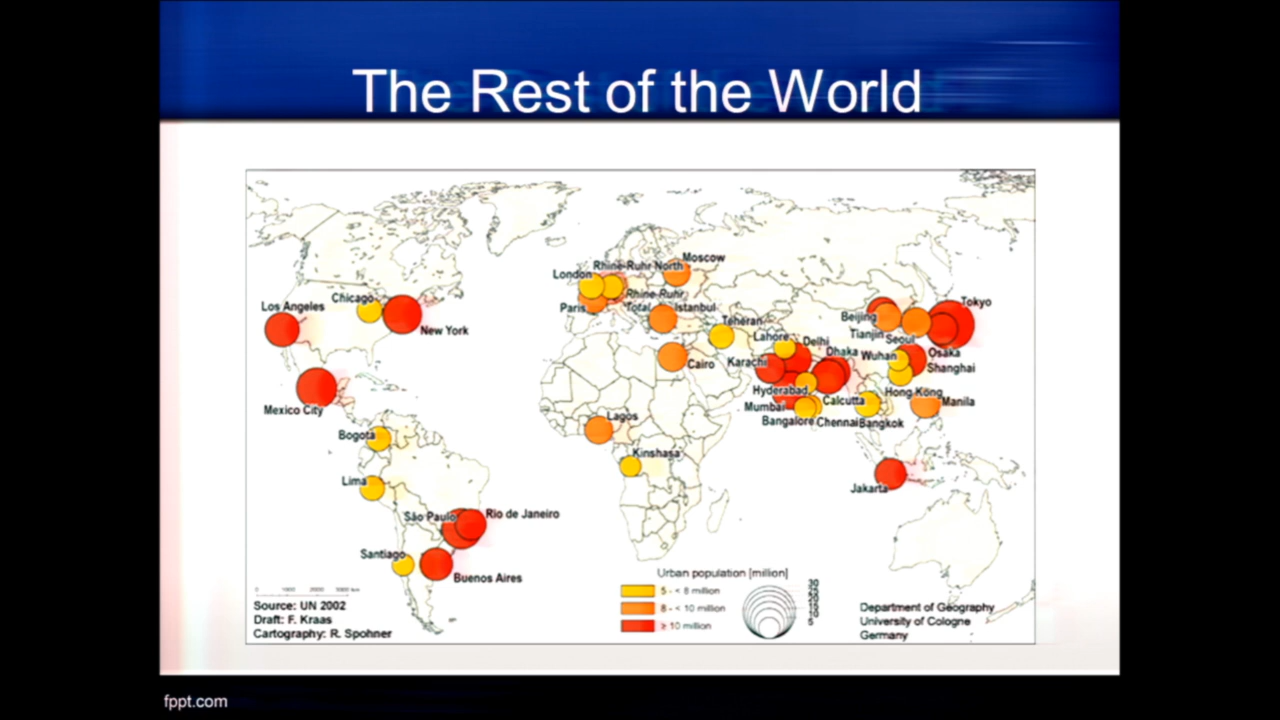 The Rest of the World
Moscow
Rhine-Ruhr North
London
Rhine-Ruhr
Total
Istanbul
Paris
Chicago
Los Angeles
New York
Tokyo
Beijing
Teheran
Tianjin
Seoul
Lahore
Delhi
Dhaka
Wuhan
Osaka
Cairo
Karachi
Shanghai
Hyderabad
Hong Kong
Mexico City
Mumbai
Calcutta
Manila
Lagos
Bangalore
Chennai
Bangkok
Bogota
Kinshasa
Lima
Jakarta
São Paulo
Rio de Janeiro
Santiago
Buenos Aires
Urban population [million]
5 - < 8 million
8 - < 10 million
≥ 10 million
Source: UN 2002
Draft: F. Kraas
Cartography: R. Spohner
Department of Geography
University of Cologne
Germany
fppt.com